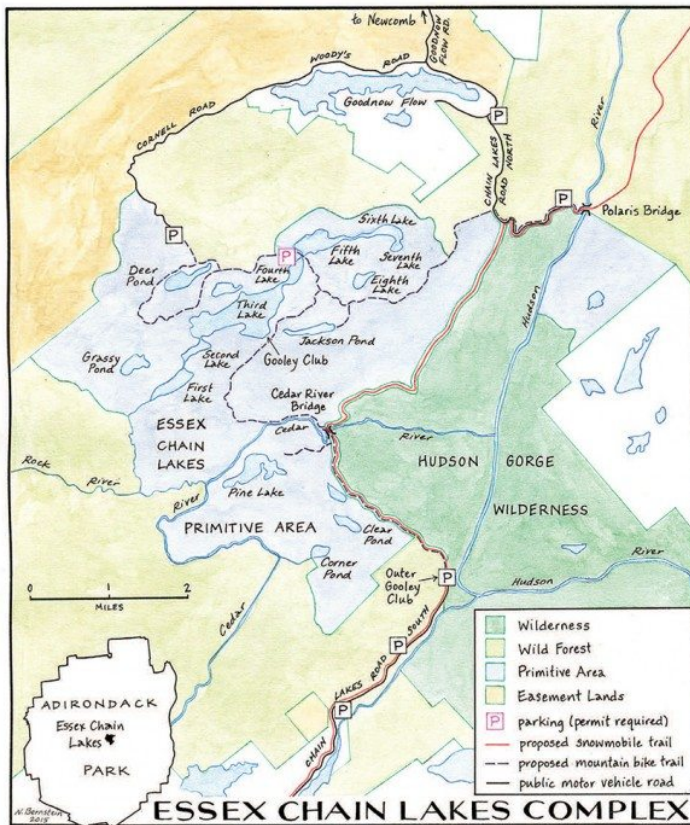 to Newcomb
GOODNOW
FLOW RD.
WOODY'S ROAD
Goodnow Flow
CORNELL ROAD
P
CHAIN LAKES
ROAD NORTH
River
P
Polaris Bridge
P
Sixth Lake
P
Deer
Pond
Fourth
Lake
Fifth
Lake
Seventh
Lake
Eighth
Lake
Third
Lake
Hudson
Jackson Pond
Grassy
Pond
Second
Lake
Gooley Club
First
Lake
Cedar River
Bridge
ESSEX
CHAIN
LAKES
Cedar
River
HUDSON GORGE
WILDERNESS
Rock
River
River
Pine Lake
PRIMITIVE AREA
Clear
Pond
Corner
Pond
Outer
Gooley
Club
P
Hudson
River
0 1 2
MILES
Cedar
P
CHAIN LAKES ROAD SOUTH
P
Wilderness
Wild Forest
Primitive Area
Easement Lands
P parking (permit required)
proposed snowmobile trail
proposed mountain bike trail
public motor vehicle road
ADIRONDACK
Essex Chain
Lakes
PARK
N. Bernstein
2015
ESSEX CHAIN LAKES COMPLEX